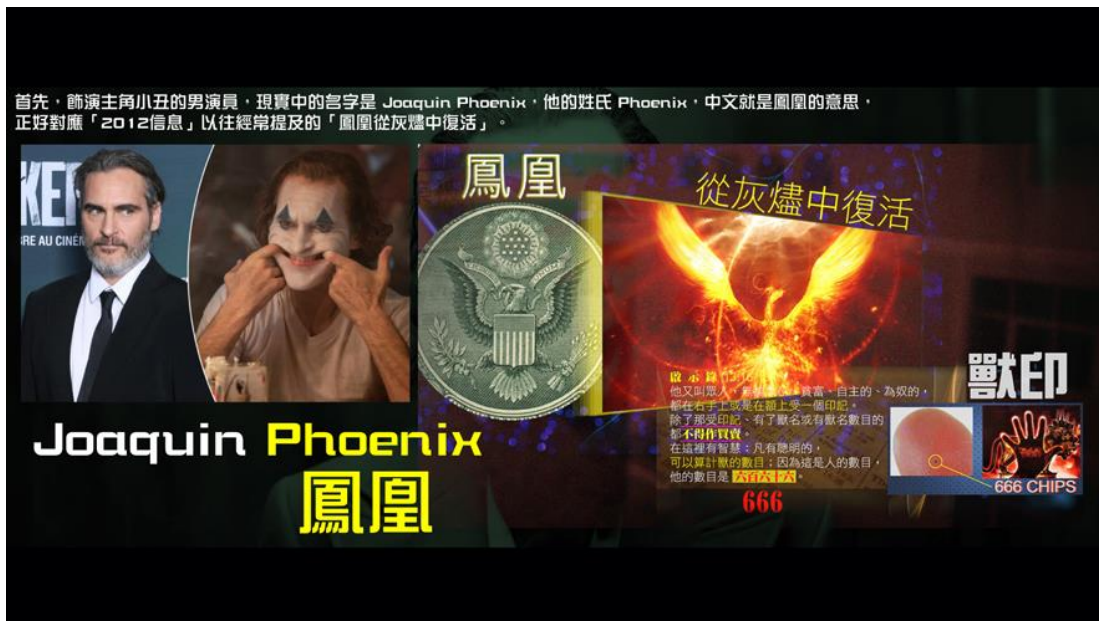 首先，飾演主角小丑的男演員，現實中的名字是 Joaquin Phoenix，他的姓氏 Phoenix，中文就是鳳凰的意思，
正好對應「2012信息」以往經常提及的「鳳凰從灰燼中復活」。
KER
BRE AU CINÉM
鳳凰
從灰燼中復活
Joaquin Phoenix
鳳凰
啟示錄
他又叫眾人，貧富、自主的、為奴的，
都在右手上或是在額上受一個印記。
除了那受印記、有了獸名或有獸名數目的
都不得作買賣。
在這裡有智慧：凡有聰明的，
可以算計獸的數目；因為這是人的數目，
他的數目是 六百六十六。
666
獸印
666 CHIPS